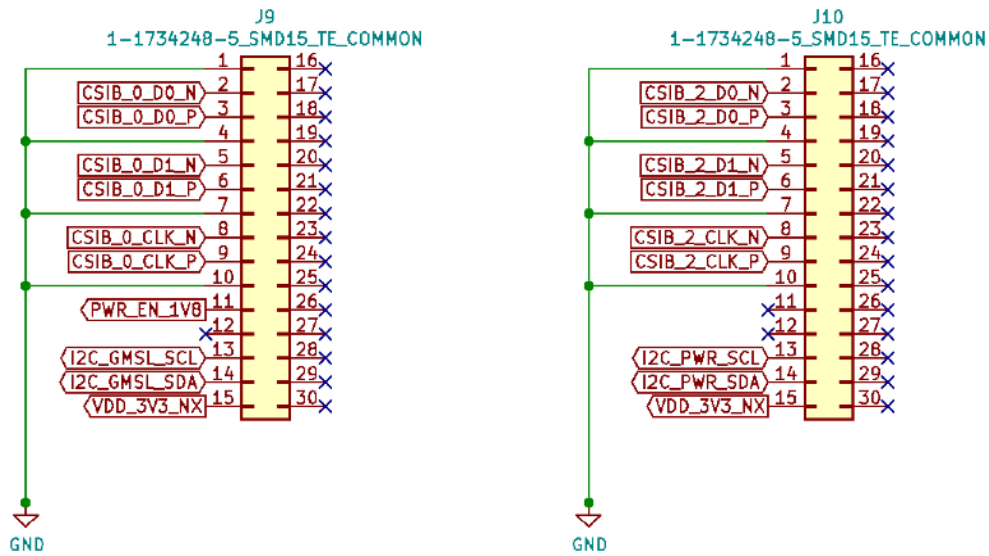 J9
1-1734248-5_SMD15_TE_COMMON
1 16
CSIB_0_D0_N 2 17
CSIB_0_D0_P 3 18
4 19
CSIB_0_D1_N 5 20
CSIB_0_D1_P 6 21
7 22
CSIB_0_CLK_N 8 23
CSIB_0_CLK_P 9 24
10 25
PWR_EN_1V8 11 26
12 27
I2C_GMSL_SCL 13 28
I2C_GMSL_SDA 14 29
VDD_3V3_NX 15 30
GND
J10
1-1734248-5_SMD15_TE_COMMON
1 16
CSIB_2_D0_N 2 17
CSIB_2_D0_P 3 18
4 19
CSIB_2_D1_N 5 20
CSIB_2_D1_P 6 21
7 22
CSIB_2_CLK_N 8 23
CSIB_2_CLK_P 9 24
10 25
11 26
12 27
I2C_PWR_SCL 13 28
I2C_PWR_SDA 14 29
VDD_3V3_NX 15 30
GND